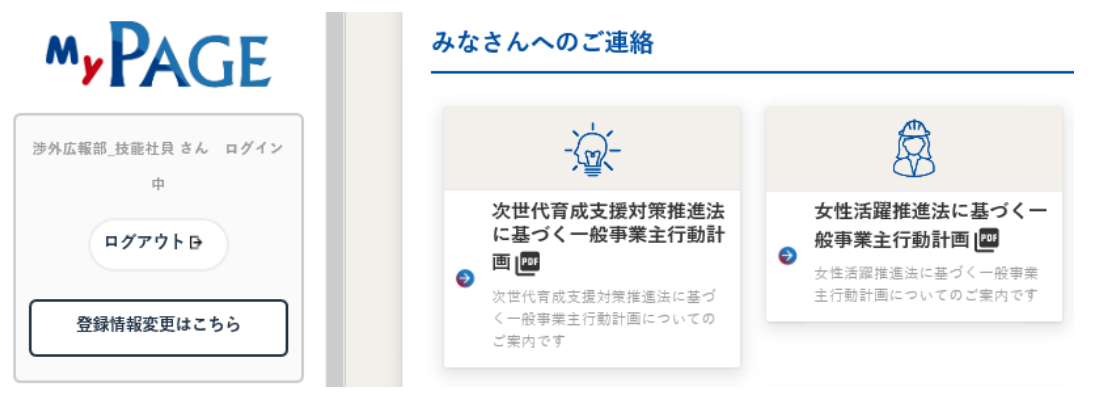 MyPAGE
渉外広報部_技能社員 さん　ログイン
中
ログアウト
登録情報変更はこちら
みなさんへのご連絡
次世代育成支援対策推進法
に基づく一般事業主行動計
画 PDF
次世代育成支援対策推進法に基づ
く一般事業主行動計画についての
ご案内です
女性活躍推進法に基づく一
般事業主行動計画 PDF
女性活躍推進法に基づく一般事業
主行動計画についてのご案内です